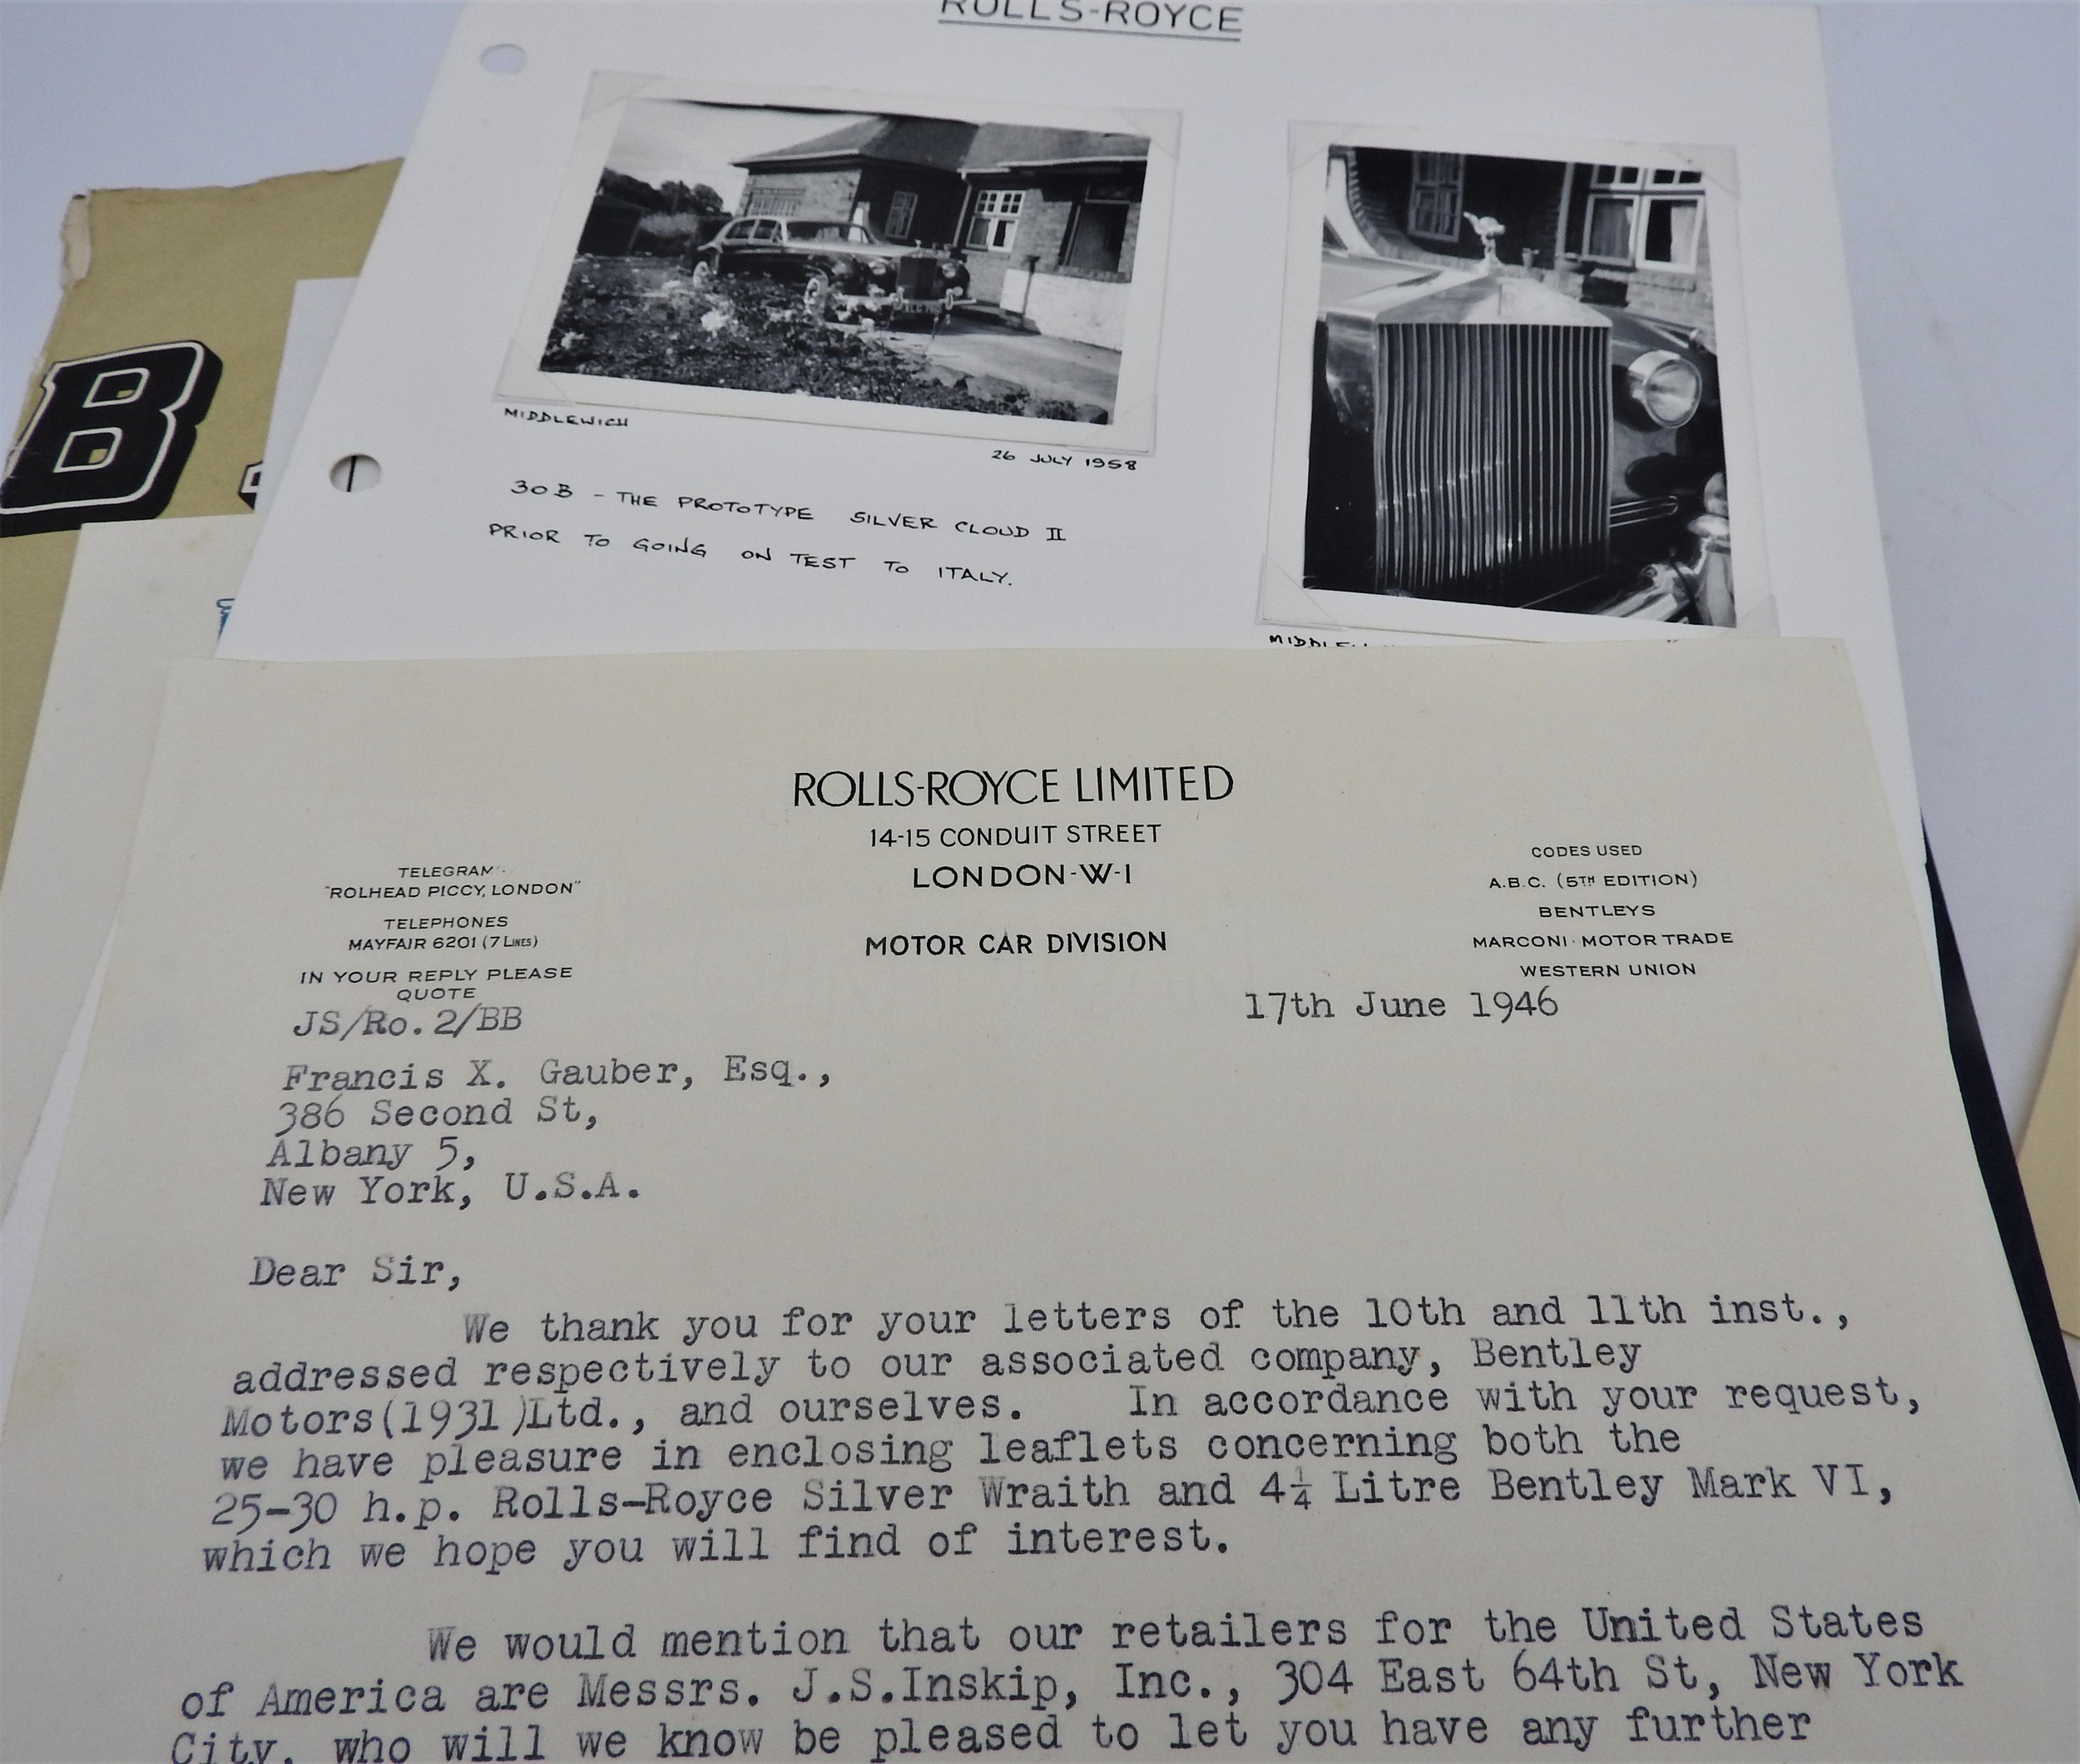 ROLLS-ROYCE
B
MIDDLEWICH
26 JULY 1958
30B - THE PROTOTYPE SILVER CLOUD II
PRIOR TO GOING ON TEST TO ITALY.
ROLLS-ROYCE LIMITED
14-15 CONDUIT STREET
LONDON-W-1
MOTOR CAR DIVISION
TELEGRAM
"ROLHEAD PICCY, LONDON"
TELEPHONES
MAYFAIR 6201 (7 LINES)
IN YOUR REPLY PLEASE
QUOTE
JS/Ro.2/BB
CODES USED
A.B.C. (5TH EDITION)
BENTLEYS
MARCONI · MOTOR TRADE
WESTERN UNION
17th June 1946
Francis X. Gauber, Esq.,
386 Second St,
Albany 5,
New York, U.S.A.
Dear Sir,
We thank you for your letters of the 10th and 11th inst.,
addressed respectively to our associated company, Bentley
Motors(1931)Ltd., and ourselves. In accordance with your request,
we have pleasure in enclosing leaflets concerning both the
25-30 h.p. Rolls-Royce Silver Wraith and 4¼ Litre Bentley Mark VI,
which we hope you will find of interest.
We would mention that our retailers for the United States
of America are Messrs. J.S.Inskip, Inc., 304 East 64th St, New York
City, who will we know be pleased to let you have any further